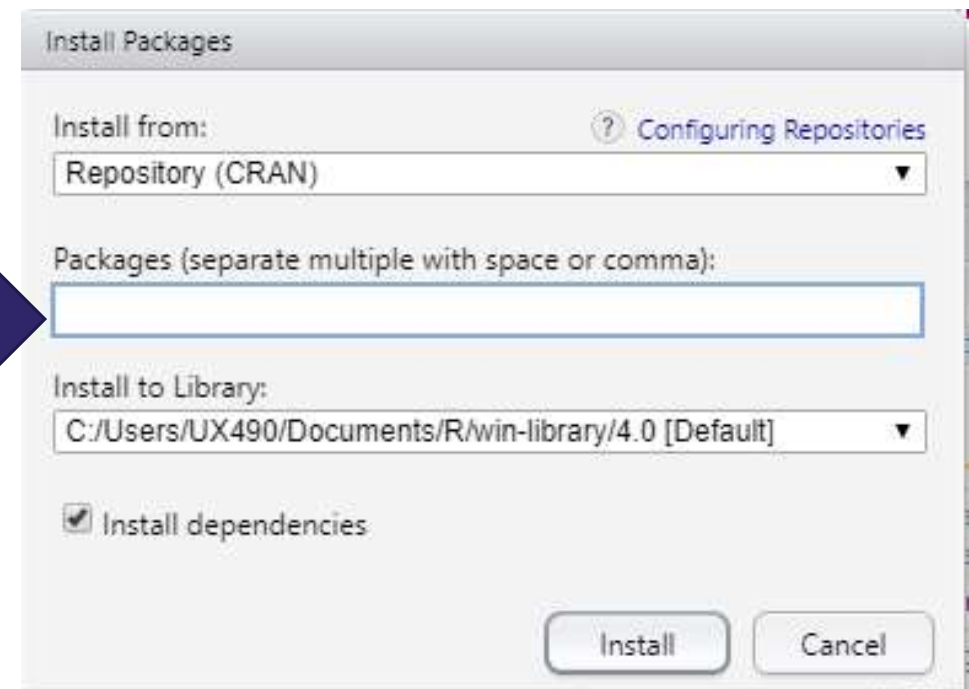 Install Packages
Install from:
? Configuring Repositories
Repository (CRAN)
Packages (separate multiple with space or comma):
Install to Library:
C:/Users/UX490/Documents/R/win-library/4.0 [Default]
Install dependencies
Install
Cancel